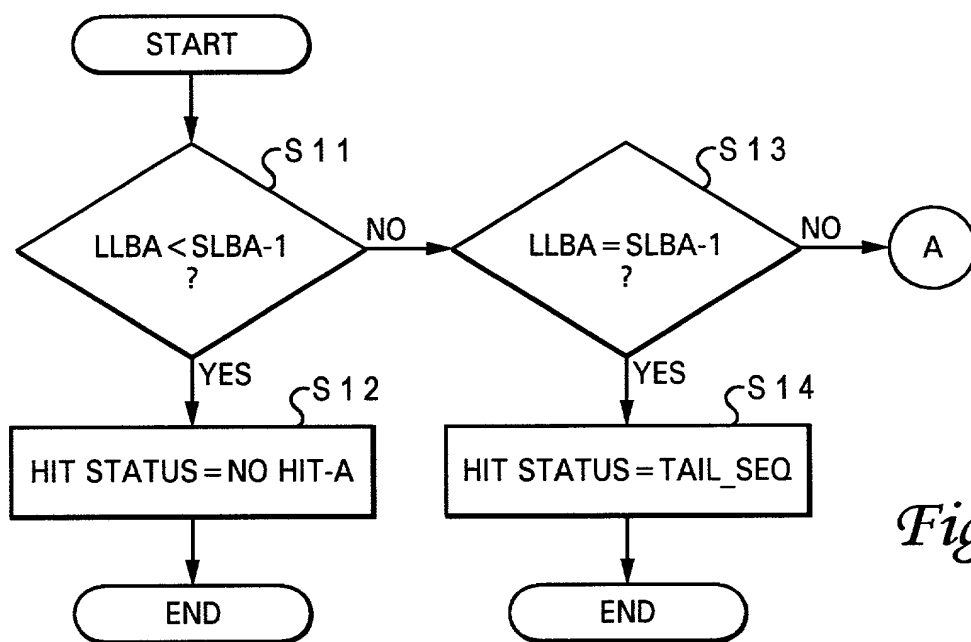 START
S11
LLBA<SLBA-1
?
NO
YES
S13
LLBA=SLBA-1
?
NO
YES
A
S12
HIT STATUS=NO HIT-A
S14
HIT STATUS=TAIL_SEQ
END
END
Fig